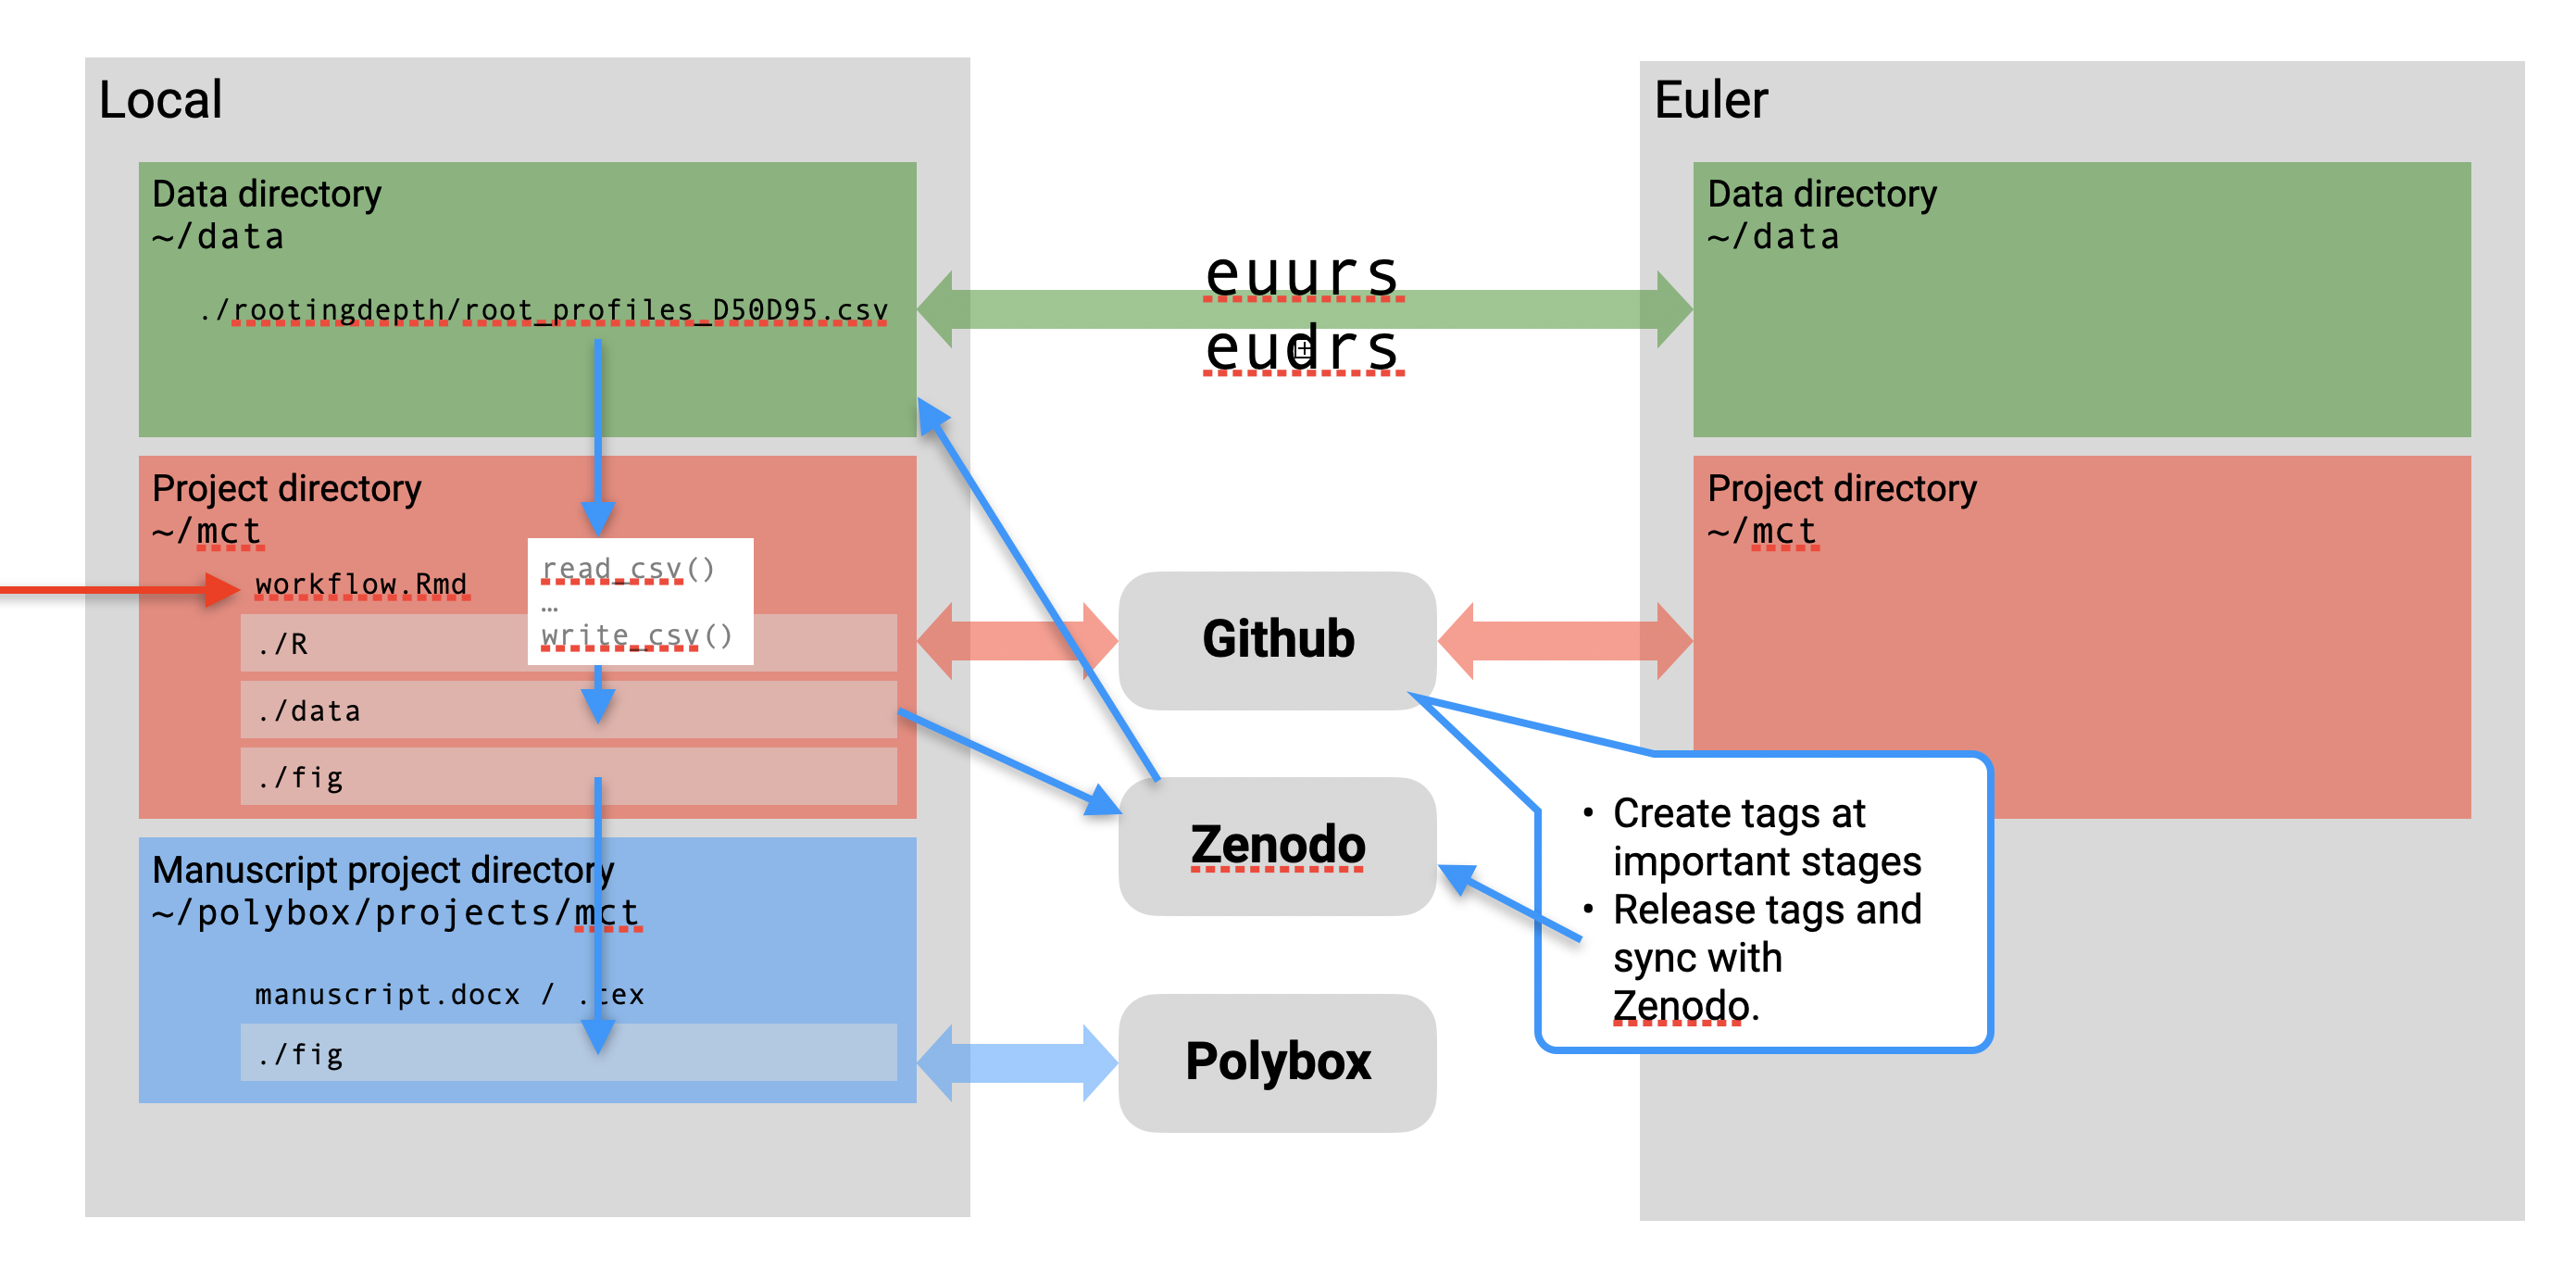 Local
Data directory
~/data
./rootingdepth/root_profiles_D50D95.csv
Project directory
~/mct
workflow.Rmd
read_csv()
…
write_csv()
./R
./data
./fig
Manuscript project directory
~/polybox/projects/mct
manuscript.docx / .tex
./fig
euurs
eudrs
Github
Zenodo
Polybox
• Create tags at
important stages
• Release tags and
sync with
Zenodo.
Euler
Data directory
~/data
Project directory
~/mct